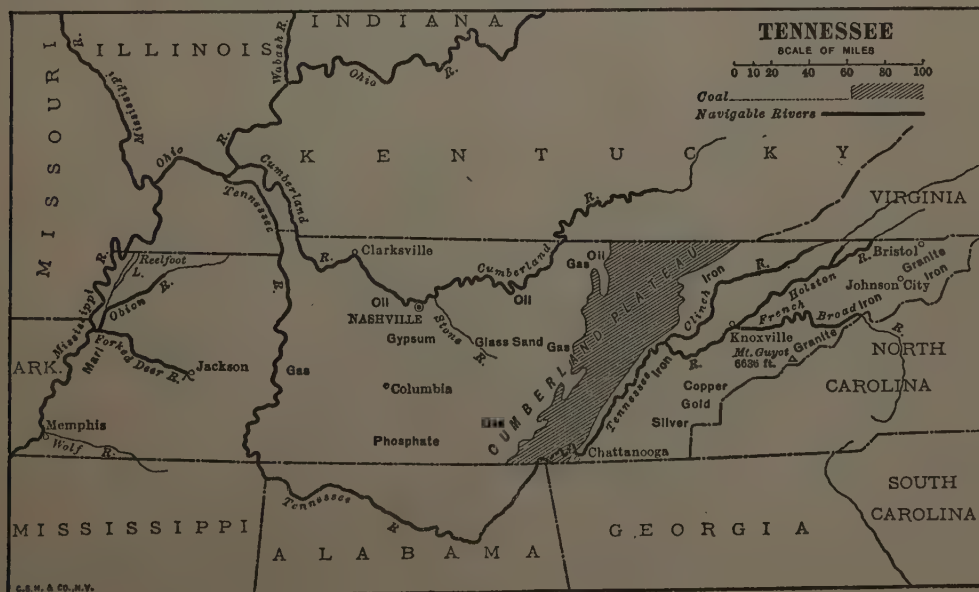 TENNESSEE
SCALE OF MILES
0 10 20 40 60 80 100
Coal
Navigable Rivers
MISSOURI
ILLINOIS
INDIANA
KENTUCKY
VIRGINIA
NORTH
CAROLINA
SOUTH
CAROLINA
GEORGIA
ALABAMA
MISSISSIPPI
ARK.
Mississippi
R.
Wabash R.
Ohio
R.
Ohio
R.
Cumberland
Tennessee
R.
Cumberland
R.
R.
Clarksville
Cumberland
Oil
NASHVILLE
Oil
Gas
Oil
Stons
R.
Gypsum
Glass Sand
Gas
Columbia
Phosphate
Gas
CUMBERLAND PLATEAU
Reelfoot
L.
Obion R.
Mississippi
R.
Marl
Forked Deer R.
Jackson
Memphis
Wolf R.
Clinch
R.
Iron
Holston
R.
Bristol
Granite
Johnson City
Iron
French Broad
Iron
R.
Knoxville
Mt. Guyot
6636 ft.
Granite
Tennessee
R.
Iron
Copper
Gold
Silver
Chattanooga
Tennessee
R.
C.S.H. & CO., N.Y.